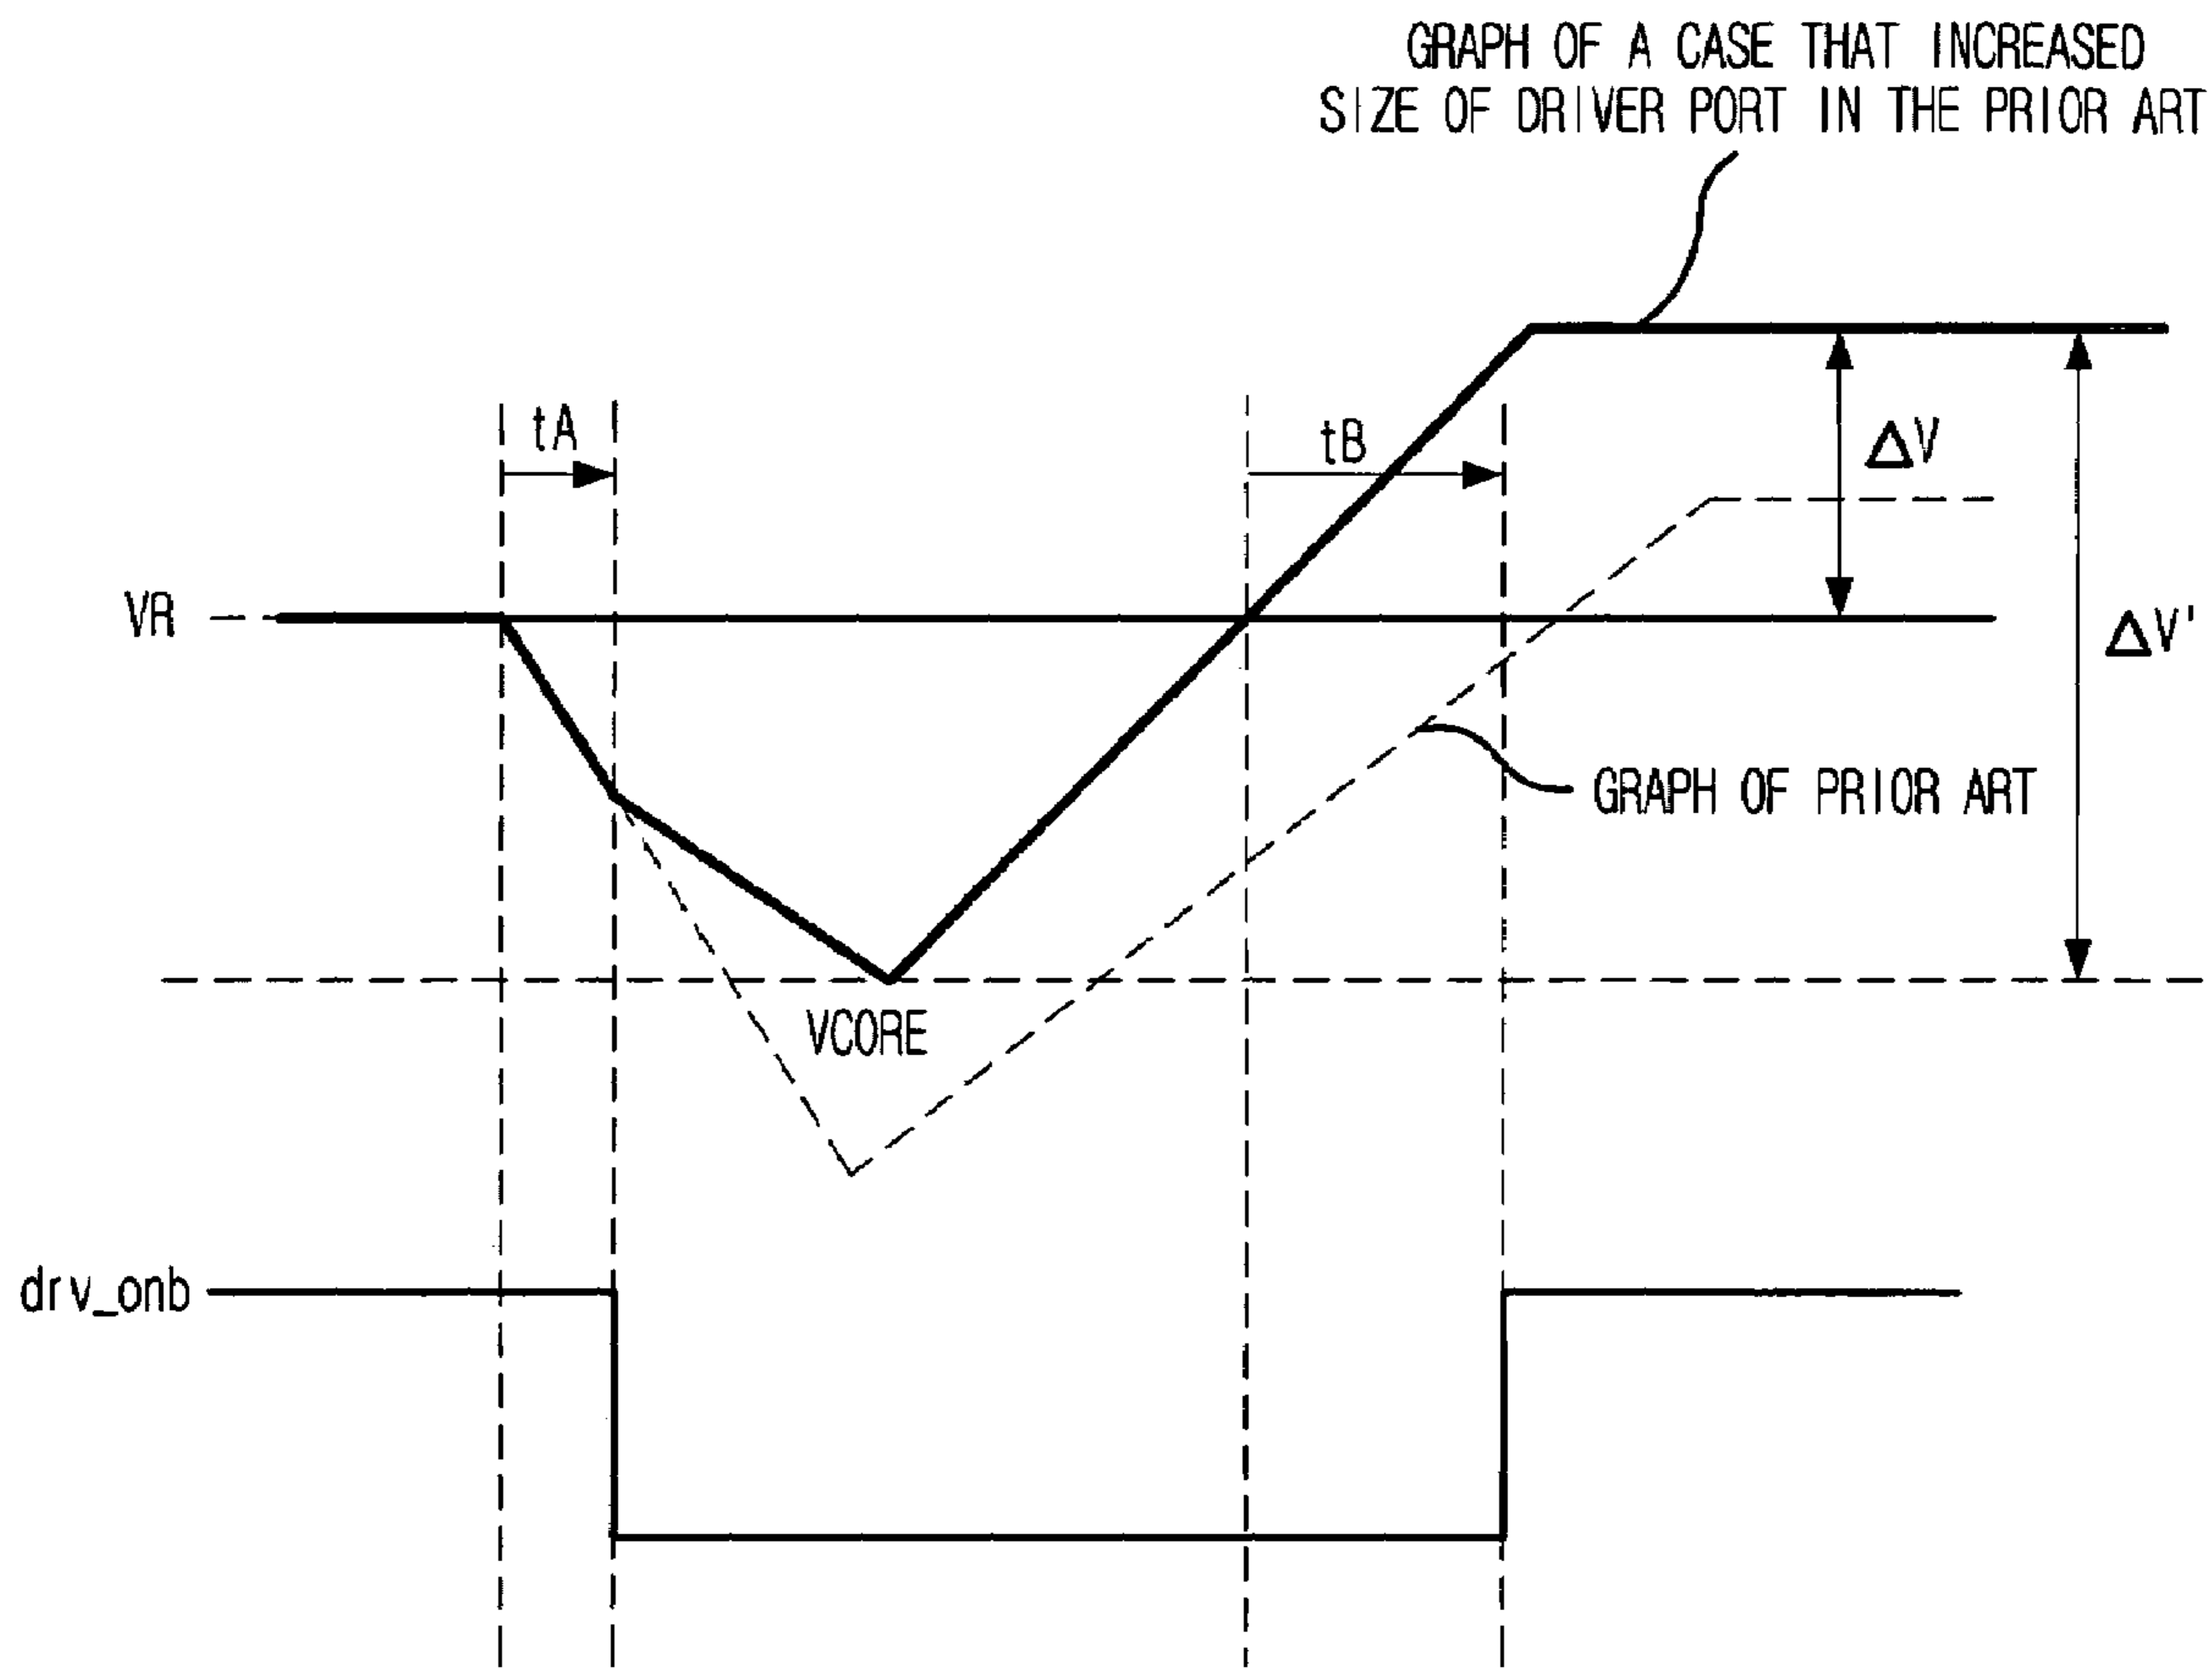 GRAPH OF A CASE THAT INCREASED
SIZE OF DRIVER PORT IN THE PRIOR ART
tA
tB
ΔV
VR
ΔV'
GRAPH OF PRIOR ART
VCORE
drv_onb